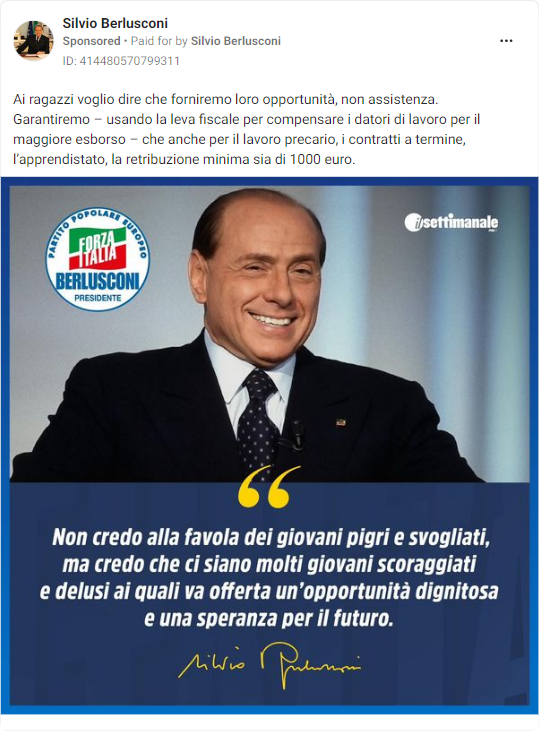 Silvio Berlusconi
Sponsored • Paid for by Silvio Berlusconi
ID: 414480570799311
Ai ragazzi voglio dire che forniremo loro opportunità, non assistenza.
Garantiremo – usando la leva fiscale per compensare i datori di lavoro per il
maggiore esborso – che anche per il lavoro precario, i contratti a termine,
l’apprendistato, la retribuzione minima sia di 1000 euro.
PARTITO POPOLARE EUROPEO
FORZA
ITALIA
BERLUSCONI
PRESIDENTE
ilsettimanale
“
Non credo alla favola dei giovani pigri e svogliati,
ma credo che ci siano molti giovani scoraggiati
e delusi ai quali va offerta un’opportunità dignitosa
e una speranza per il futuro.
Silvio Berlusconi